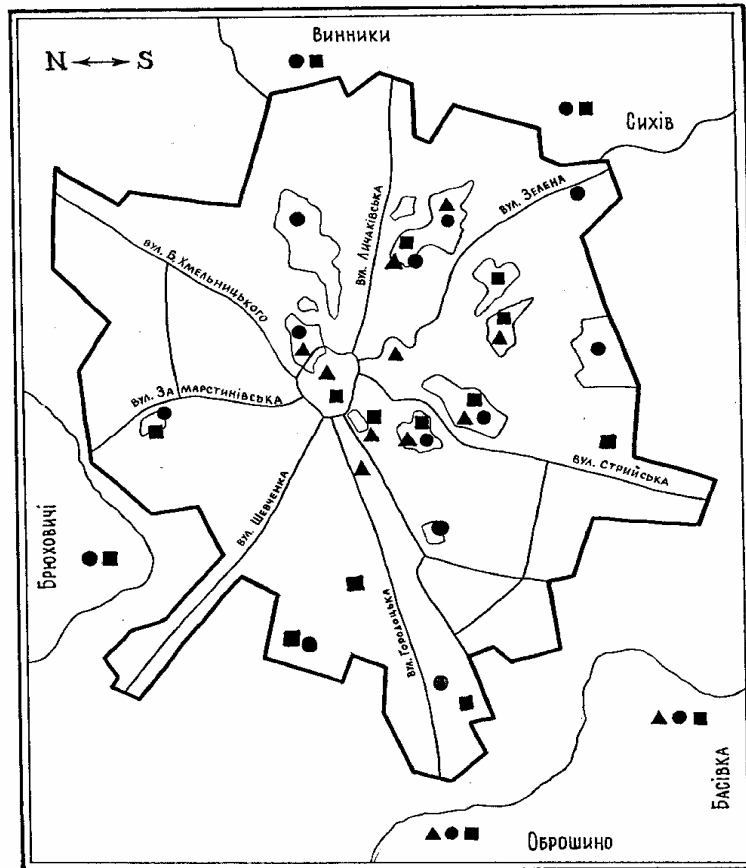 Винники
N ⟷ S
Сихів
вул. Зелена
вул. Личаківська
вул. Б. Хмельницького
вул. Замарстинівська
вул. Стрийська
вул. Шевченка
Брюховичі
вул. Городоцька
Басівка
Оброшино